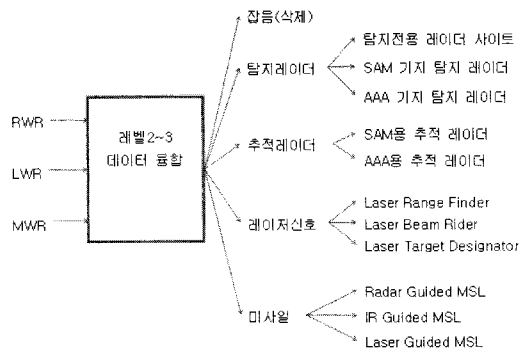 RWR
LWR
MWR
레벨2~3
데이터 융합
잡음(삭제)
탐지레이더
탐지전용 레이더 사이트
SAM 기지 탐지 레이더
AAA 기지 탐지 레이더
추적레이더
SAM용 추적 레이더
AAA용 추적 레이더
레이저신호
Laser Range Finder
Laser Beam Rider
Laser Target Designator
미사일
Radar Guided MSL
IR Guided MSL
Laser Guided MSL